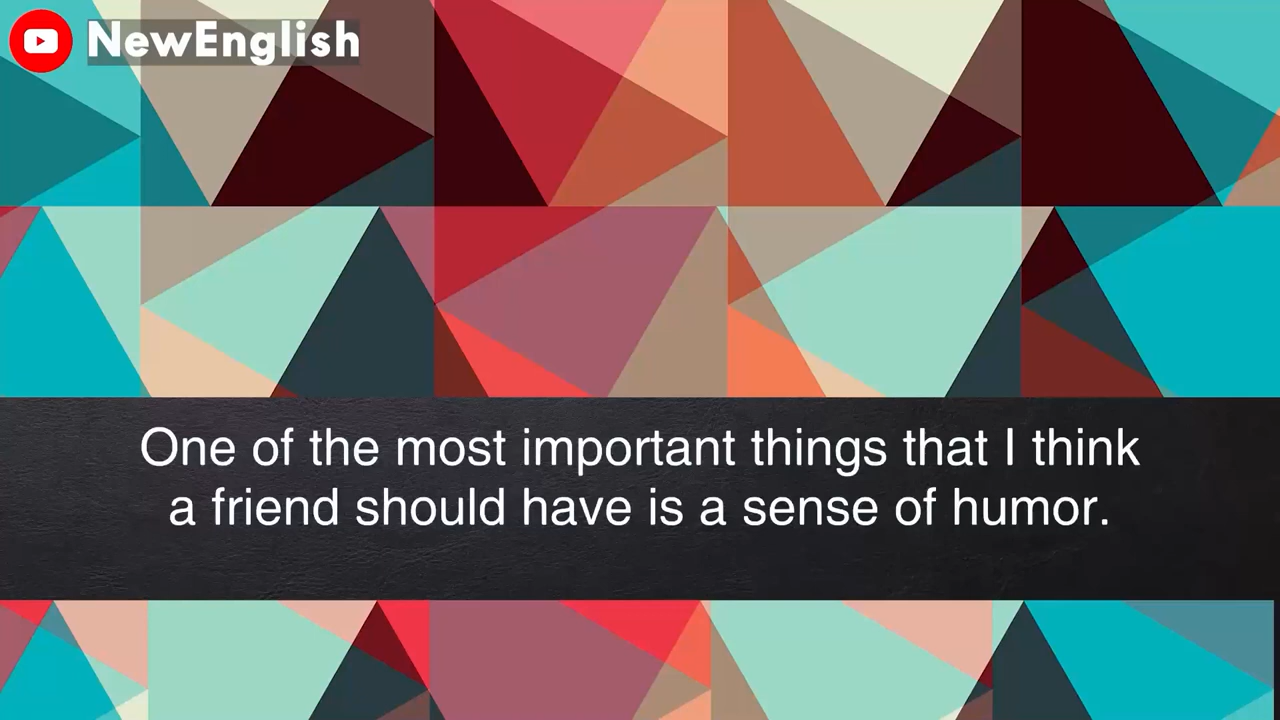 NewEnglish
One of the most important things that I think
a friend should have is a sense of humor.